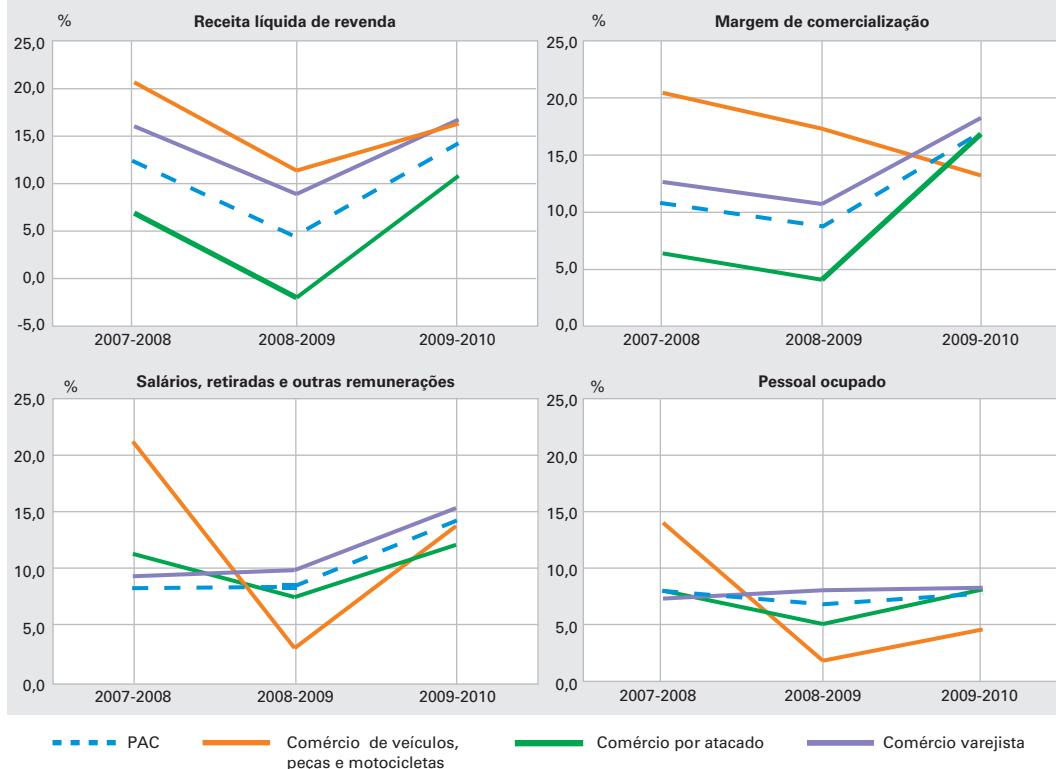 % Receita líquida de revenda
25,0
20,0
15,0
10,0
5,0
0,0
-5,0
2007-2008 2008-2009 2009-2010
% Margem de comercialização
25,0
20,0
15,0
10,0
5,0
0,0
2007-2008 2008-2009 2009-2010
% Salários, retiradas e outras remunerações
25,0
20,0
15,0
10,0
5,0
0,0
2007-2008 2008-2009 2009-2010
% Pessoal ocupado
25,0
20,0
15,0
10,0
5,0
0,0
2007-2008 2008-2009 2009-2010
PAC
Comércio de veículos,
peças e motocicletas
Comércio por atacado
Comércio varejista